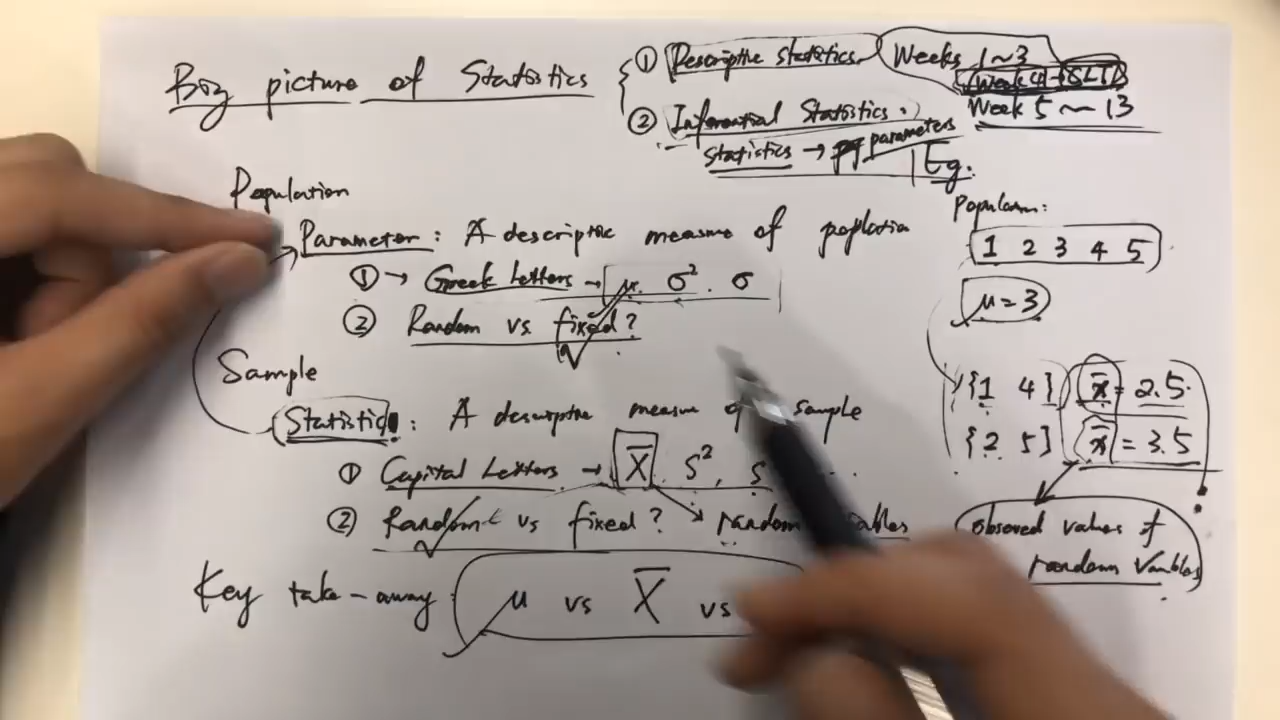 Big picture of Statistics
① Descriptive Statistics. Weeks 1~3
Week 4
② Inferential Statistics. Week 5 ~ 13
Statistics → parameters
Eg.
Population
Parameter: A descriptive measure of poplation
① → Greek Letters → μ, σ². σ
② Random vs fixed?
Sample
Statistic: A descriptive measure sample
① Capital Letters → X̄, S², S
② Random vs fixed? → random
Key take-away: μ vs X̄ vs
Population:
1 2 3 4 5
μ = 3
{1 4} x̄ = 2.5
{2 5} x̄ = 3.5
observed values of
random variables